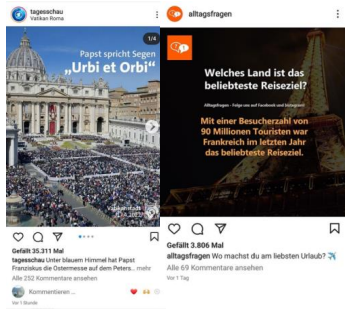 tagesschau
Vatikan Roma
1/4
Papst spricht Segen
„Urbi et Orbi“
Gefällt 35.311 Mal
tagesschau Unter blauem Himmel hat Papst
Franziskus die Ostermesse auf dem Peters... mehr
Alle 252 Kommentare ansehen
Kommentieren ...
Vor 1 Stunde
alltagsfragen
Welches Land ist das
beliebteste Reiseziel?
Alltagsfragen - Folge uns auf Facebook und Instagram!
Mit einer Besucherzahl von
90 Millionen Touristen war
Frankreich im letzten Jahr
das beliebteste Reiseziel.
Gefällt 3.806 Mal
alltagsfragen Wo machst du am liebsten Urlaub? ✈️
Alle 69 Kommentare ansehen
Vor 1 Tag